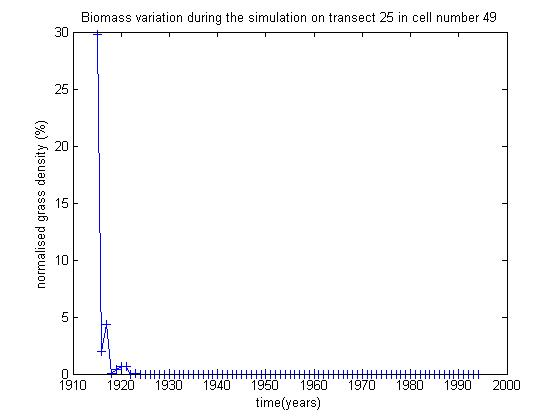 Biomass variation during the simulation on transect 25 in cell number 49
30
25
20
15
10
5
0
normalised grass density (%)
1910 1920 1930 1940 1950 1960 1970 1980 1990 2000
time(years)